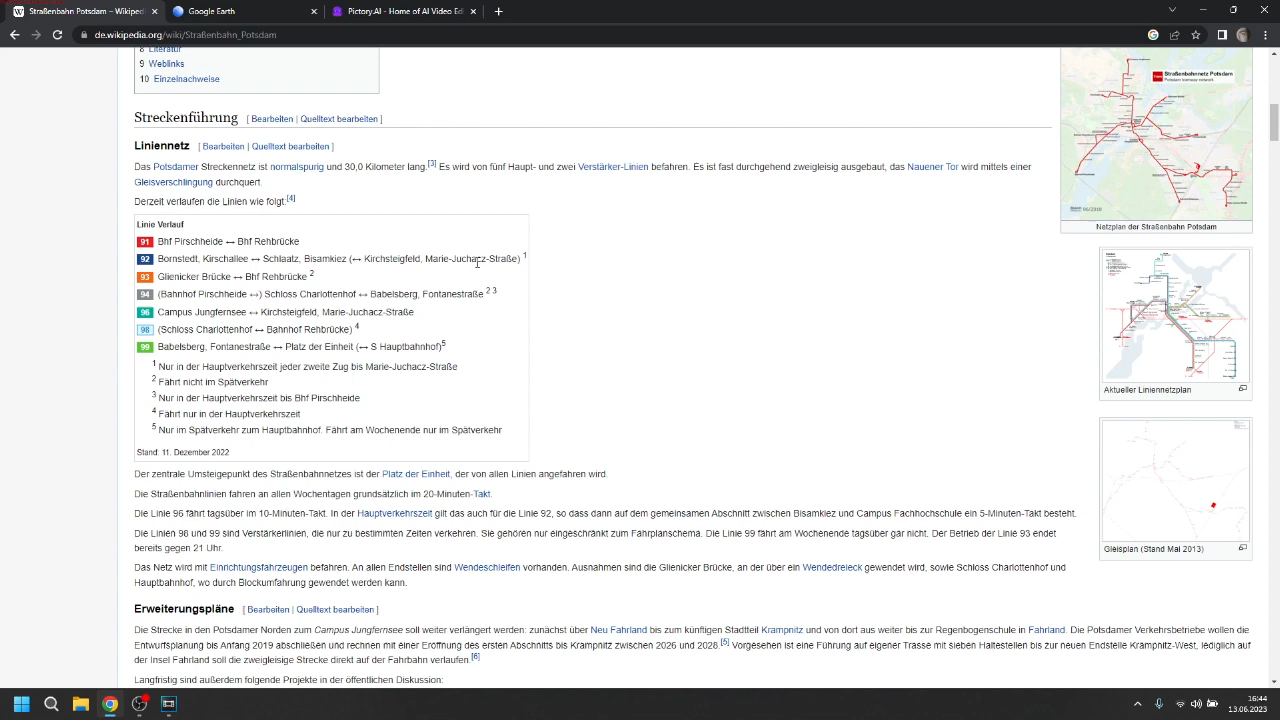 Straßenbahn Potsdam – Wikipedia
Google Earth
Pictory.AI - Home of AI Video Edi
de.wikipedia.org/wiki/Straßenbahn_Potsdam
8 Literatur
9 Weblinks
10 Einzelnachweise
Streckenführung [ Bearbeiten | Quelltext bearbeiten ]
Liniennetz [ Bearbeiten | Quelltext bearbeiten ]
Das Potsdamer Streckennetz ist normalspurig und 30,0 Kilometer lang.[3] Es wird von fünf Haupt- und zwei Verstärker-Linien befahren. Es ist fast durchgehend zweigleisig ausgebaut, das Nauener Tor wird mittels einer
Gleisverschlingung durchquert.
Derzeit verlaufen die Linien wie folgt:[4]
Linie Verlauf
91 Bhf Pirschheide ↔ Bhf Rehbrücke
92 Bornstedt, Kirschallee ↔ Schlaatz, Bisamkiez (↔ Kirchsteigfeld, Marie-Juchacz-Straße) 1
93 Glienicker Brücke ↔ Bhf Rehbrücke 2
94 (Bahnhof Pirschheide ↔) Schloss Charlottenhof ↔ Babelsberg, Fontanestraße 2 3
96 Campus Jungfernsee ↔ Kirchsteigfeld, Marie-Juchacz-Straße
98 (Schloss Charlottenhof ↔ Bahnhof Rehbrücke) 4
99 Babelsberg, Fontanestraße ↔ Platz der Einheit (↔ S Hauptbahnhof)5
1 Nur in der Hauptverkehrszeit jeder zweite Zug bis Marie-Juchacz-Straße
2 Fährt nicht im Spätverkehr
3 Nur in der Hauptverkehrszeit bis Bhf Pirschheide
4 Fährt nur in der Hauptverkehrszeit
5 Nur im Spätverkehr zum Hauptbahnhof. Fährt am Wochenende nur im Spätverkehr
Stand: 11. Dezember 2022
Der zentrale Umsteigepunkt des Straßenbahnnetzes ist der Platz der Einheit, der von allen Linien angefahren wird.
Die Straßenbahnlinien fahren an allen Wochentagen grundsätzlich im 20-Minuten-Takt.
Die Linie 96 fährt tagsüber im 10-Minuten-Takt. In der Hauptverkehrszeit gilt das auch für die Linie 92, so dass dann auf dem gemeinsamen Abschnitt zwischen Bisamkiez und Campus Fachhochschule ein 5-Minuten-Takt besteht.
Die Linien 98 und 99 sind Verstärkerlinien, die nur zu bestimmten Zeiten verkehren. Sie gehören nur eingeschränkt zum Fahrplanschema. Die Linie 99 fährt am Wochenende tagsüber gar nicht. Der Betrieb der Linie 93 endet
bereits gegen 21 Uhr.
Das Netz wird mit Einrichtungsfahrzeugen befahren. An allen Endstellen sind Wendeschleifen vorhanden. Ausnahmen sind die Glienicker Brücke, an der über ein Wendedreieck gewendet wird, sowie Schloss Charlottenhof und
Hauptbahnhof, wo durch Blockumfahrung gewendet werden kann.
Erweiterungspläne [ Bearbeiten | Quelltext bearbeiten ]
Die Strecke in den Potsdamer Norden zum Campus Jungfernsee soll weiter verlängert werden: zunächst über Neu Fahrland bis zum künftigen Stadtteil Krampnitz und von dort aus weiter bis zur Regenbogenschule in Fahrland. Die Potsdamer Verkehrsbetriebe wollen die
Entwurfsplanung bis Anfang 2019 abschließen und rechnen mit einer Eröffnung des ersten Abschnitts bis Krampnitz zwischen 2026 und 2028.[5] Vorgesehen ist eine Führung auf eigener Trasse mit sieben Haltestellen bis zur neuen Endstelle Krampnitz-West, lediglich auf
der Insel Fahrland soll die zweigleisige Strecke direkt auf der Fahrbahn verlaufen.[6]
Langfristig sind außerdem folgende Projekte in der öffentlichen Diskussion:
Straßenbahnnetz Potsdam
Potsdam tramway network
06/2018
Netzplan der Straßenbahn Potsdam
Aktueller Liniennetzplan
Gleisplan (Stand Mai 2013)
16:44
13.06.2023